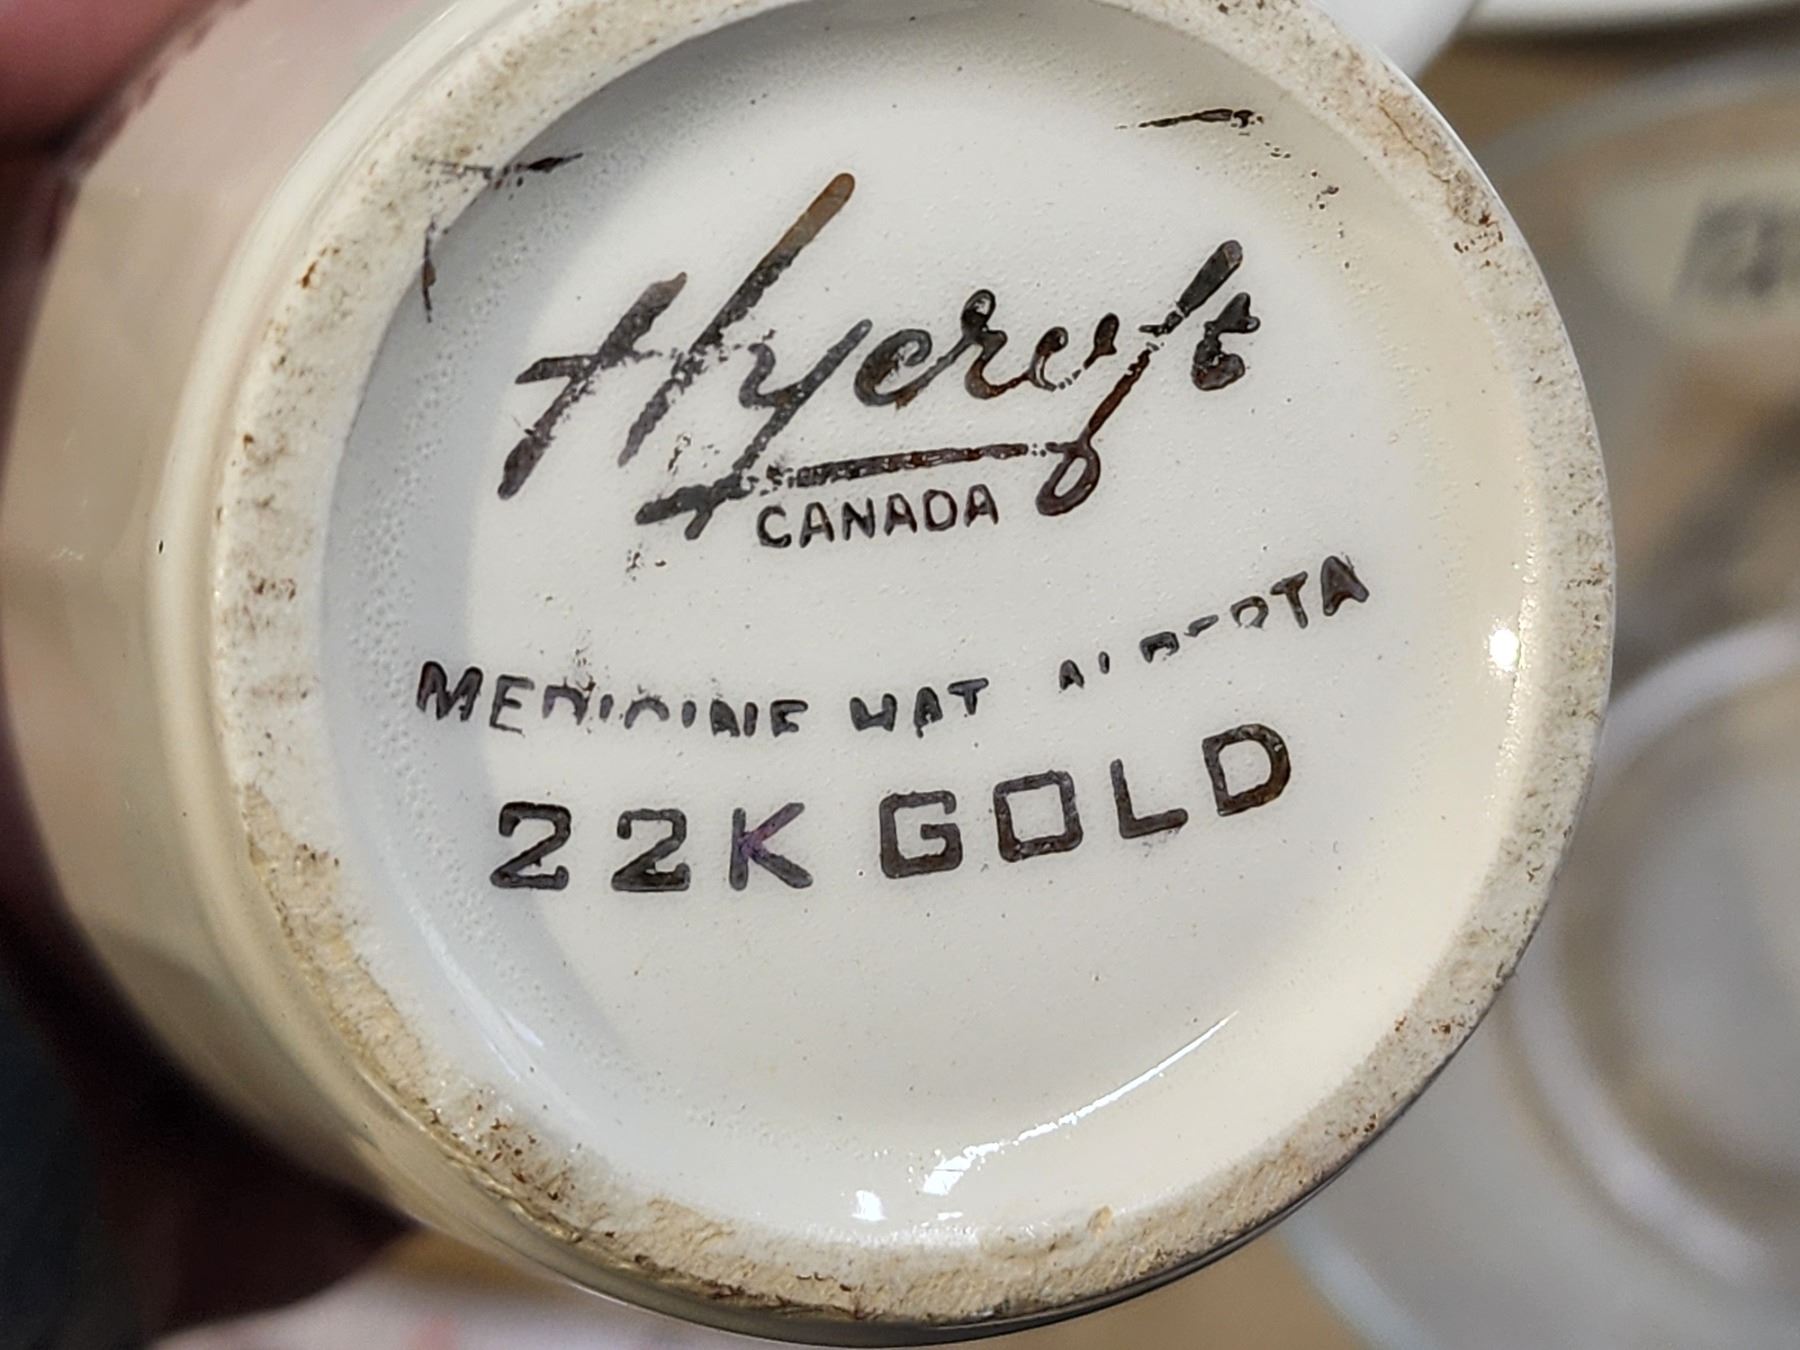 Hycroft
CANADA
MEDICINE HAT ALBERTA
22K GOLD